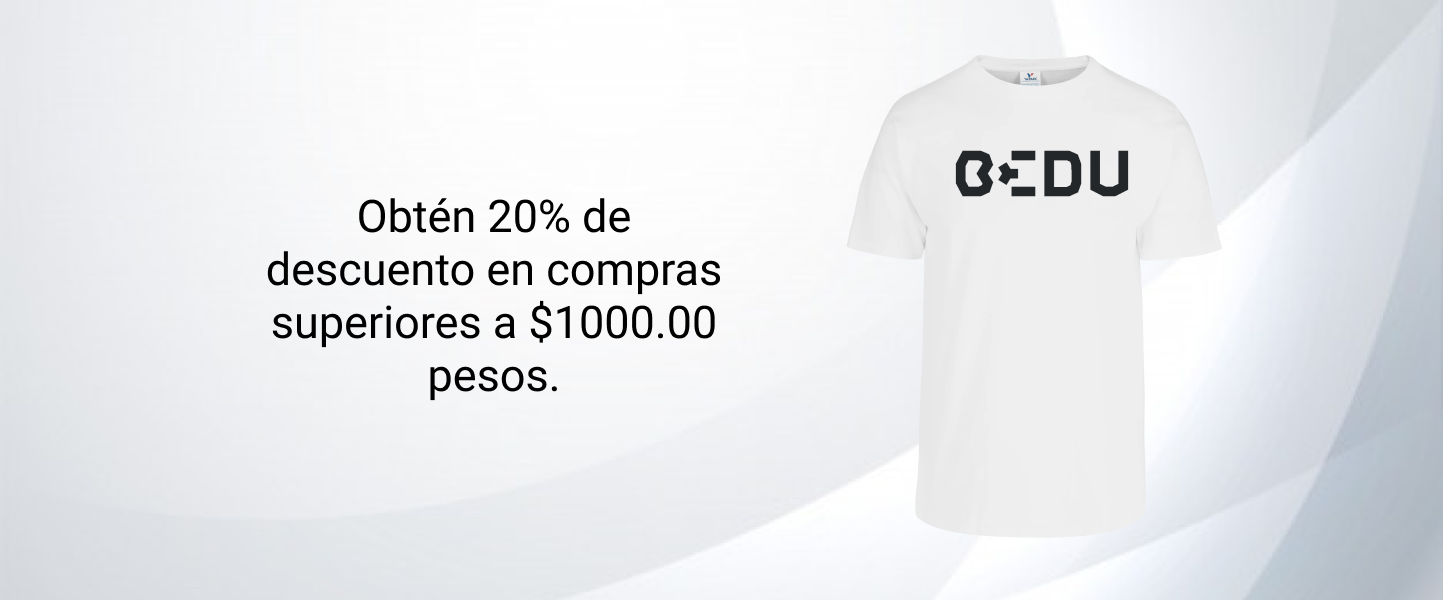 Obtén 20% de
descuento en compras
superiores a $1000.00
pesos.
BEDU